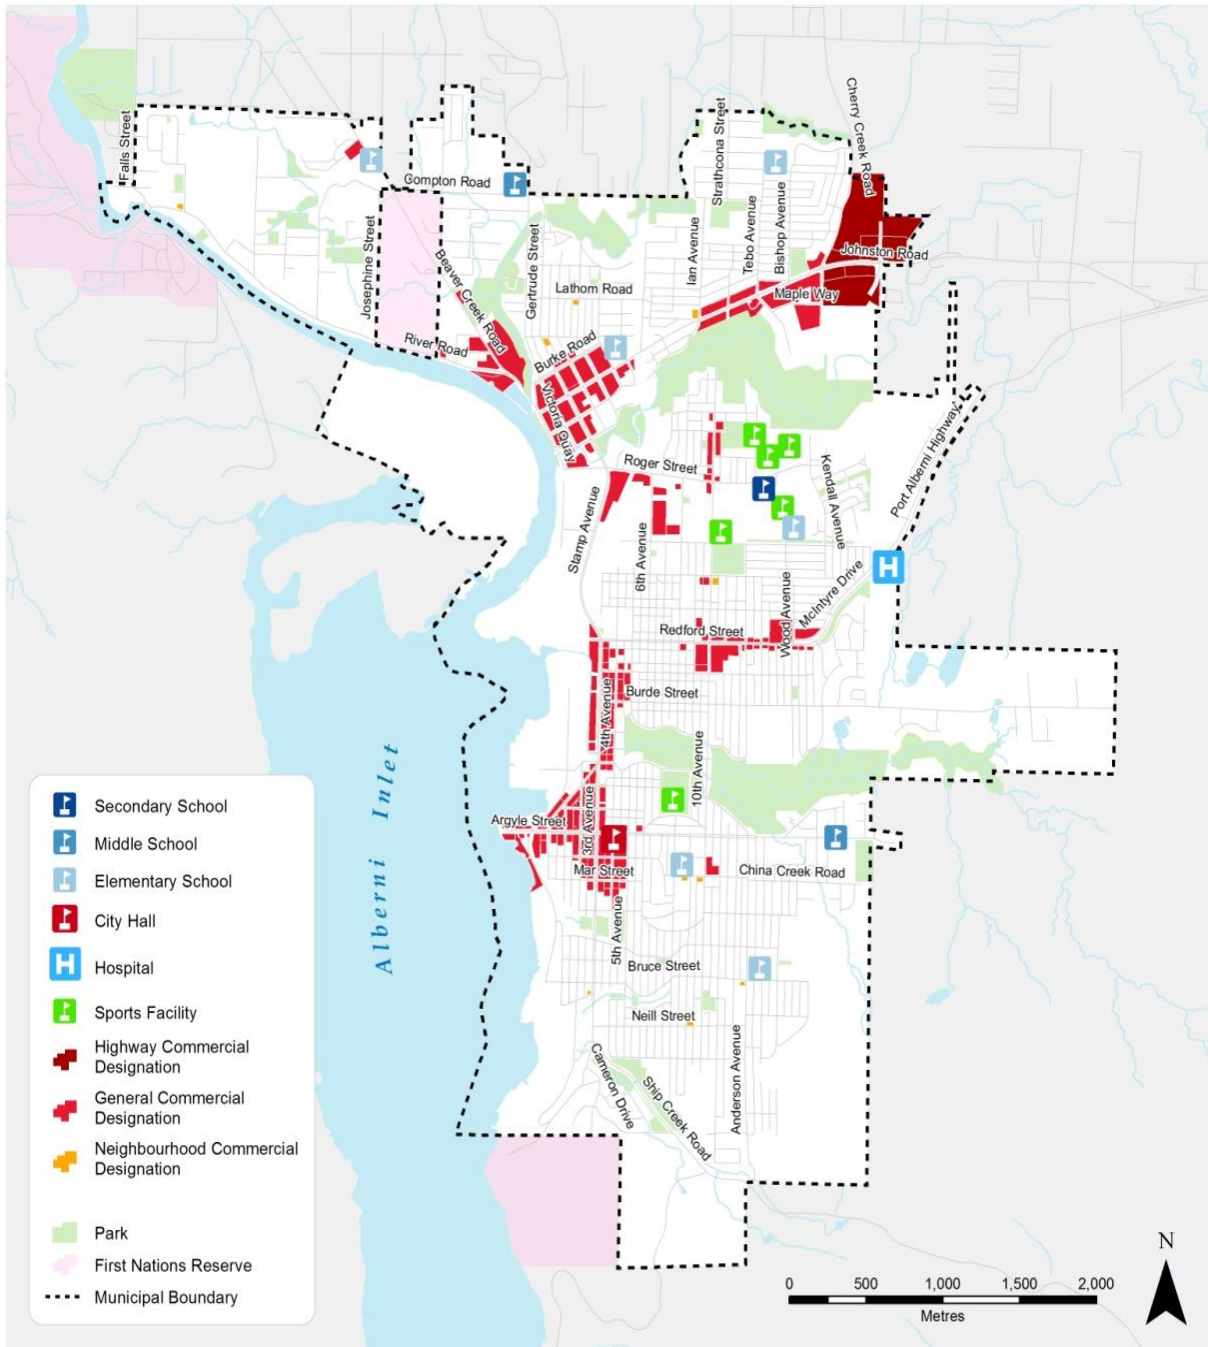 Falls Street
Compton Road
Josephine Street
Beaver Creek Road
River Road
Gertrude Street
Lathom Road
Burke Road
Victoria Quay
Ian Avenue
Strathcona Street
Tebo Avenue
Bishop Avenue
Cherry Creek Road
Johnston Road
Maple Way
Roger Street
Kendall Avenue
Port Alberni Highway
Stamp Avenue
6th Avenue
Wood Avenue
McIntyre Drive
H
Redford Street
Burde Street
4th Avenue
10th Avenue
Argyle Street
3rd Avenue
Mar Street
China Creek Road
5th Avenue
Bruce Street
Neill Street
Anderson Avenue
Cameron Drive
Ship Creek Road
Alberni Inlet
Secondary School
Middle School
Elementary School
City Hall
H
Hospital
Sports Facility
Highway Commercial
Designation
General Commercial
Designation
Neighbourhood Commercial
Designation
Park
First Nations Reserve
Municipal Boundary
0 500 1,000 1,500 2,000
Metres
N